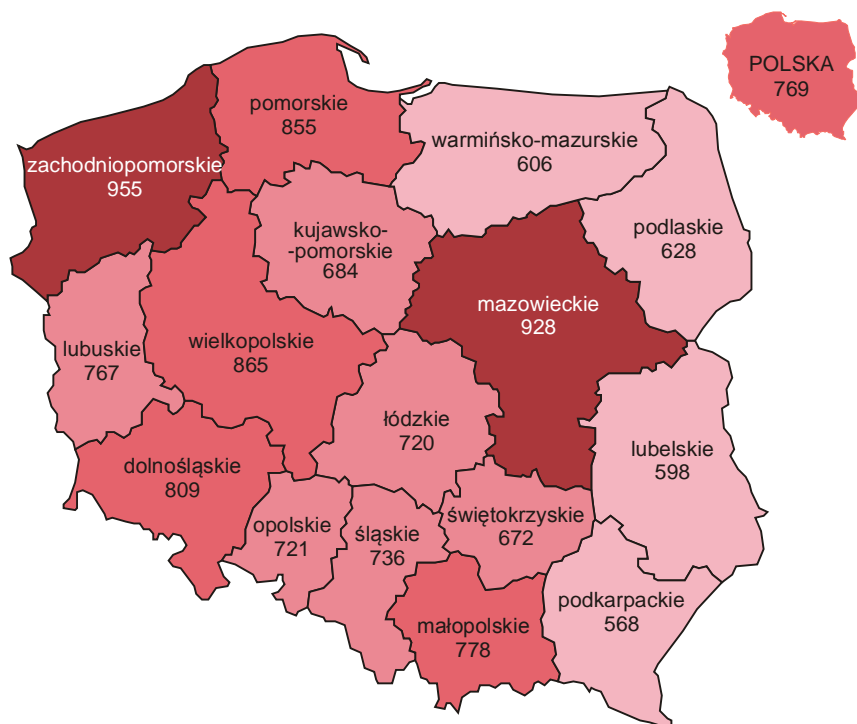 POLSKA
769
pomorskie
855
warmińsko-mazurskie
606
zachodniopomorskie
955
podlaskie
628
kujawsko-
-pomorskie
684
mazowieckie
928
lubuskie
767
wielkopolskie
865
łódzkie
720
lubelskie
598
dolnośląskie
809
opolskie
721
śląskie
736
świętokrzyskie
672
podkarpackie
568
małopolskie
778